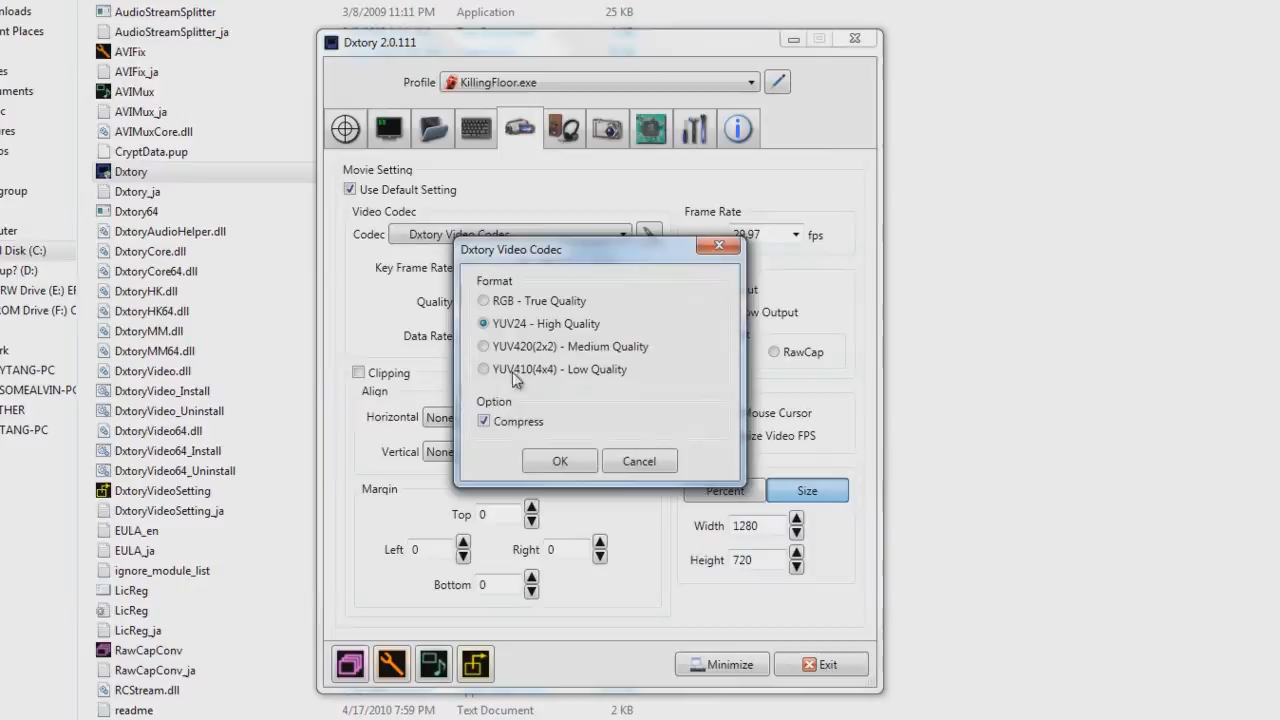 nloads
AudioStreamSplitter
3/8/2009 11:11 PM
Application
25 KB
nt Places
AudioStreamSplitter_ja
AVIFix
s
AVIFix_ja
ments
AVIMux
c
AVIMux_ja
res
AVIMuxCore.dll
os
CryptData.pup
Dxtory
group
Dxtory_ja
Dxtory64
uter
DxtoryAudioHelper.dll
l Disk (C:)
DxtoryCore.dll
up? (D:)
DxtoryCore64.dll
RW Drive (E:) EP
DxtoryHK.dll
OM Drive (F:) C
DxtoryHK64.dll
DxtoryMM.dll
rk
DxtoryMM64.dll
YTANG-PC
DxtoryVideo.dll
SOMEALVIN-PC
DxtoryVideo_Install
THER
DxtoryVideo_Uninstall
TANG-PC
DxtoryVideo64.dll
DxtoryVideo64_Install
DxtoryVideo64_Uninstall
DxtoryVideoSetting
DxtoryVideoSetting_ja
EULA_en
EULA_ja
ignore_module_list
LicReg
LicReg
LicReg_ja
RawCapConv
RawCapConv_ja
RCStream.dll
readme
4/17/2010 7:59 PM
Text Document
2 KB
Dxtory 2.0.111
Profile
KillingFloor.exe
Movie Setting
Use Default Setting
Video Codec
Frame Rate
Codec
Dxtory Video Codec
29.97
fps
Key Frame Rate
Quality
Data Rate
RawCap
Clipping
Align
Horizontal
None
Mouse Cursor
ze Video FPS
Vertical
None
Margin
Percent
Size
Top
0
Width
1280
Left
0
Right
0
Height
720
Bottom
0
Minimize
Exit
Dxtory Video Codec
Format
RGB - True Quality
YUV24 - High Quality
YUV420(2x2) - Medium Quality
YUV410(4x4) - Low Quality
Option
Compress
OK
Cancel